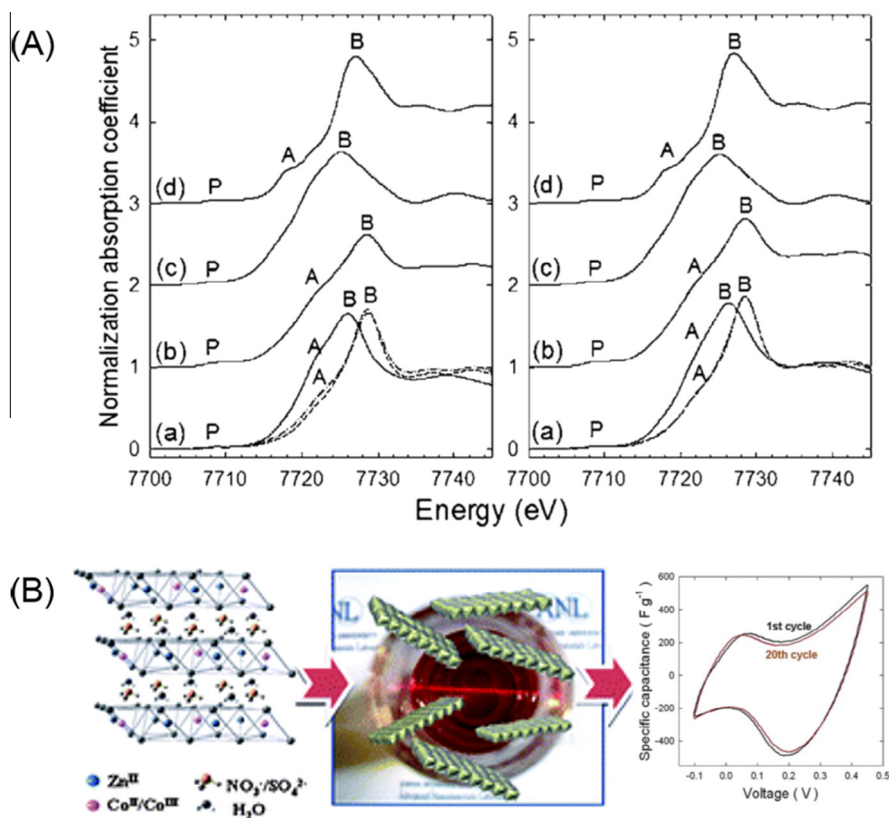 (A)
Normalization absorption coefficient
5
4
3
2
1
0
B
A
(d) P
B
(c) P
A
B
(b) P
B B
A
(a) P
7700 7710 7720 7730 7740
B
A
5
4
3
2
1
0
(d) P
B
(c) P
A
B
(b) P
B
A
(a) P
7700 7710 7720 7730 7740
Energy (eV)
(B)
Zn^II
Co^II/Co^III
NO3^-/SO4^2-
H2O
ANL
Specific capacitance ( F g^-1)
600
400
200
0
-200
-400
1st cycle
20th cycle
-0.1 0.0 0.1 0.2 0.3 0.4 0.5
Voltage ( V )